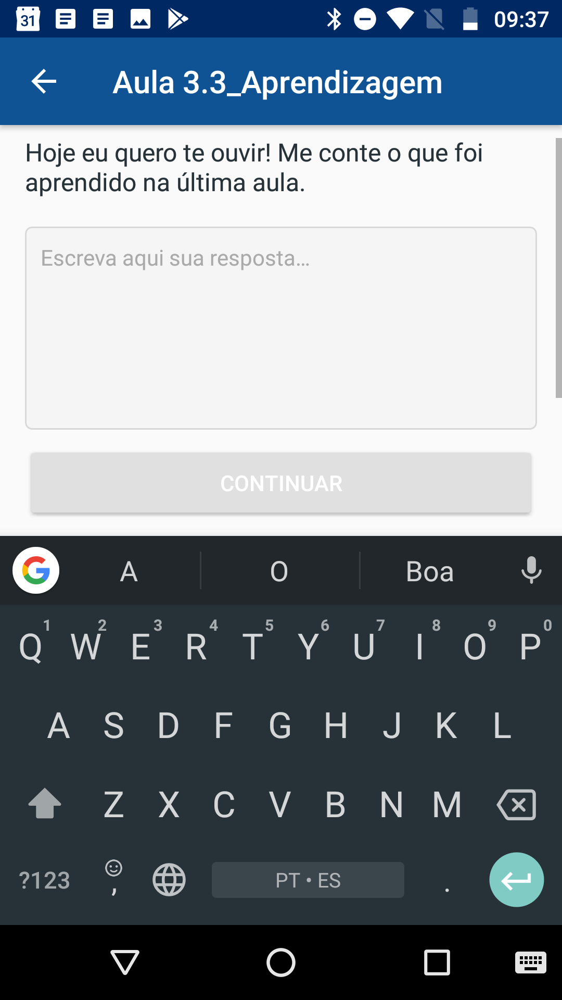 31 09:37
Aula 3.3_Aprendizagem
Hoje eu quero te ouvir! Me conte o que foi
aprendido na última aula.
Escreva aqui sua resposta...
CONTINUAR
A O Boa
1 2 3 4 5 6 7 8 9 0
Q W E R T Y U I O P
A S D F G H J K L
Z X C V B N M
?123 , PT • ES .